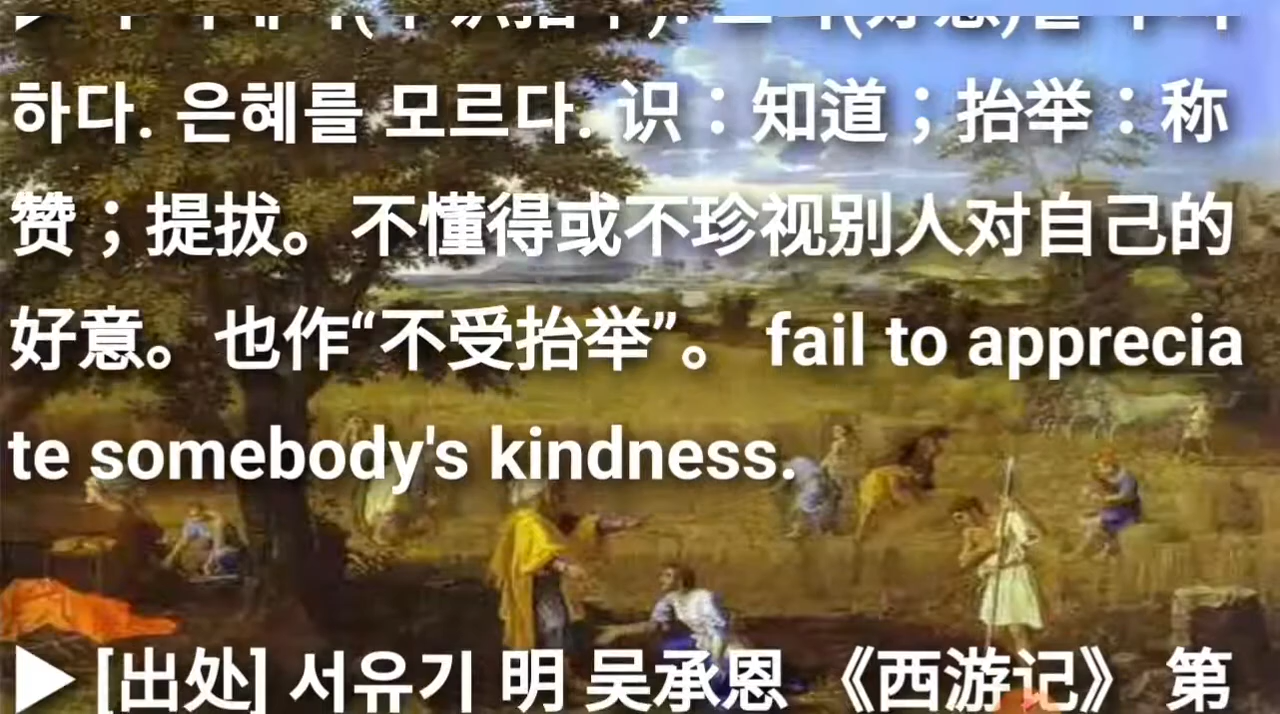 하다. 은혜를 모르다. 识：知道；抬举：称
赞；提拔。不懂得或不珍视别人对自己的
好意。也作“不受抬举”。 fail to apprecia
te somebody's kindness.
▶ [出处] 서유기 明 吴承恩 《西游记》 第